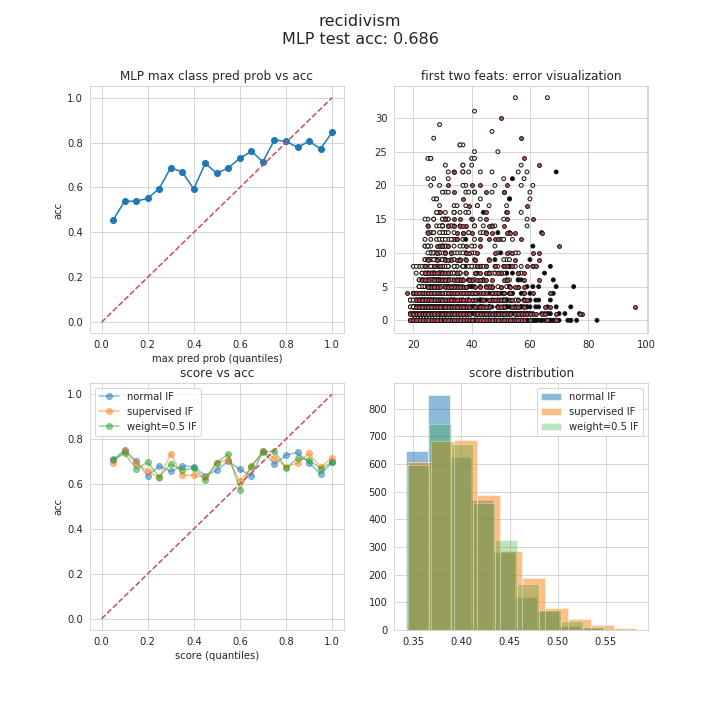 recidivism
MLP test acc: 0.686
MLP max class pred prob vs acc
1.0
0.8
0.6
0.4
0.2
0.0
acc
0.0 0.2 0.4 0.6 0.8 1.0
max pred prob (quantiles)
first two feats: error visualization
30
25
20
15
10
5
0
20 40 60 80 100
score vs acc
normal IF
supervised IF
weight=0.5 IF
1.0
0.8
0.6
0.4
0.2
0.0
acc
0.0 0.2 0.4 0.6 0.8 1.0
score (quantiles)
score distribution
normal IF
supervised IF
weight=0.5 IF
800
700
600
500
400
300
200
100
0
0.35 0.40 0.45 0.50 0.55